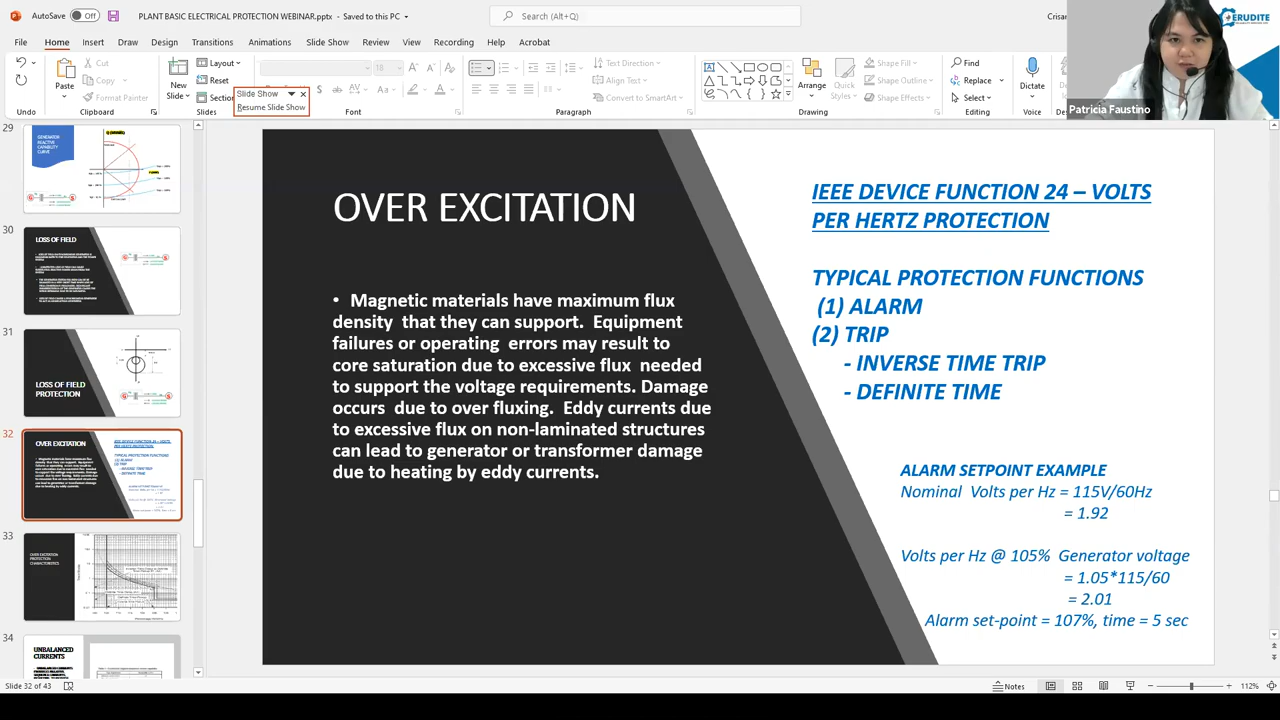 AutoSave Off PLANT BASIC ELECTRICAL PROTECTION WEBINAR.pptx - Saved to this PC Search (Alt+Q)
ERUDITE
File Home Insert Draw Design Transitions Animations Slide Show Review View Recording Help Acrobat
Paste Cut Copy Format Painter
New Slide Layout Reset Section
Slide Show
Resume Slide Show
18
Text Direction
Align Text
Convert to SmartArt
Arrange Quick Styles
Shape Fill
Shape Outline
Shape Effects
Find
Replace
Select
Dictate
Undo Clipboard Slides Font Paragraph Drawing Editing Voice
Patricia Faustino
29
GENERATOR REACTIVE CAPABILITY CURVE
30
LOSS OF FIELD
31
LOSS OF FIELD
PROTECTION
32
OVER EXCITATION
33
OVER EXCITATION PROTECTION CHARACTERISTICS
34
UNBALANCED
CURRENTS
OVER EXCITATION
• Magnetic materials have maximum flux
density that they can support. Equipment
failures or operating errors may result to
core saturation due to excessive flux needed
to support the voltage requirements. Damage
occurs due to over fluxing. Eddy currents due
to excessive flux on non-laminated structures
can led to generator or transformer damage
due to heating by eddy currents.
IEEE DEVICE FUNCTION 24 – VOLTS
PER HERTZ PROTECTION
TYPICAL PROTECTION FUNCTIONS
(1) ALARM
(2) TRIP
- INVERSE TIME TRIP
- DEFINITE TIME
ALARM SETPOINT EXAMPLE
Nominal Volts per Hz = 115V/60Hz
= 1.92
Volts per Hz @ 105% Generator voltage
= 1.05*115/60
= 2.01
Alarm set-point = 107%, time = 5 sec
Slide 32 of 43
Notes
112%